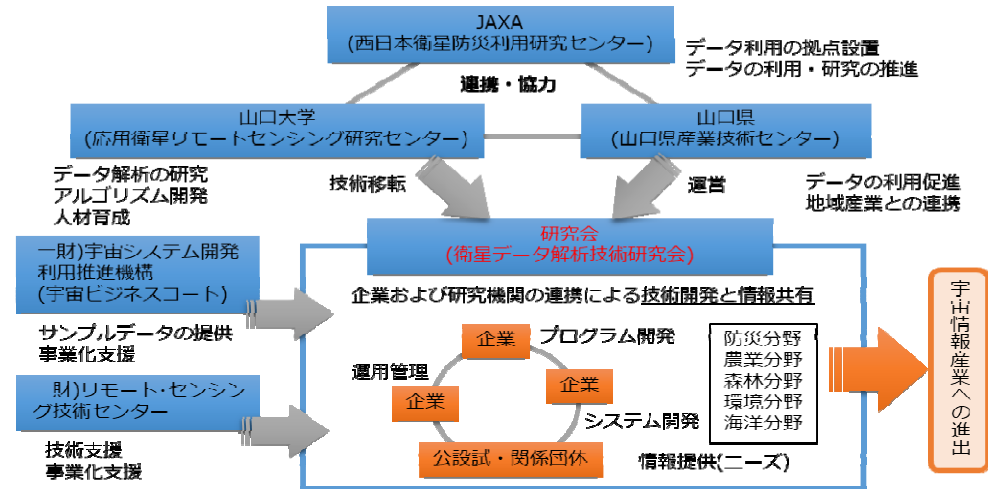 JAXA
(西日本衛星防災利用研究センター)
データ利用の拠点設置
データの利用・研究の推進
連携・協力
山口大学
(応用衛星リモートセンシング研究センター)
山口県
(山口県産業技術センター)
データ解析の研究
アルゴリズム開発
人材育成
技術移転
運営
データの利用促進
地域産業との連携
研究会
(衛星データ解析技術研究会)
一財)宇宙システム開発
利用推進機構
(宇宙ビジネスコート)
サンプルデータの提供
事業化支援
企業および研究機関の連携による技術開発と情報共有
企業
プログラム開発
運用管理
企業
企業
システム開発
公設試・関係団休
情報提供(ニーズ)
防災分野
農業分野
森林分野
環境分野
海洋分野
財)リモート・センシン
グ技術センター
技術支援
事業化支援
宇宙情報産業への進出